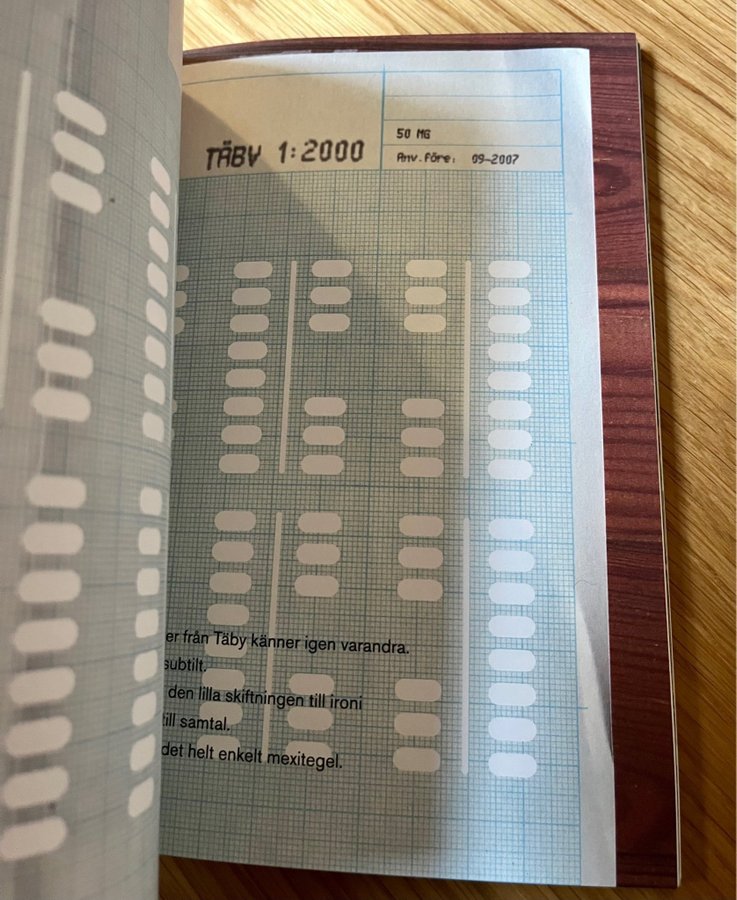 TÄBY 1:2000
50 MG
Anv.före: 09-2007
er från Täby känner igen varandra.
subtilt.
den lilla skiftningen till ironi
till samtal.
det helt enkelt mexitegel.